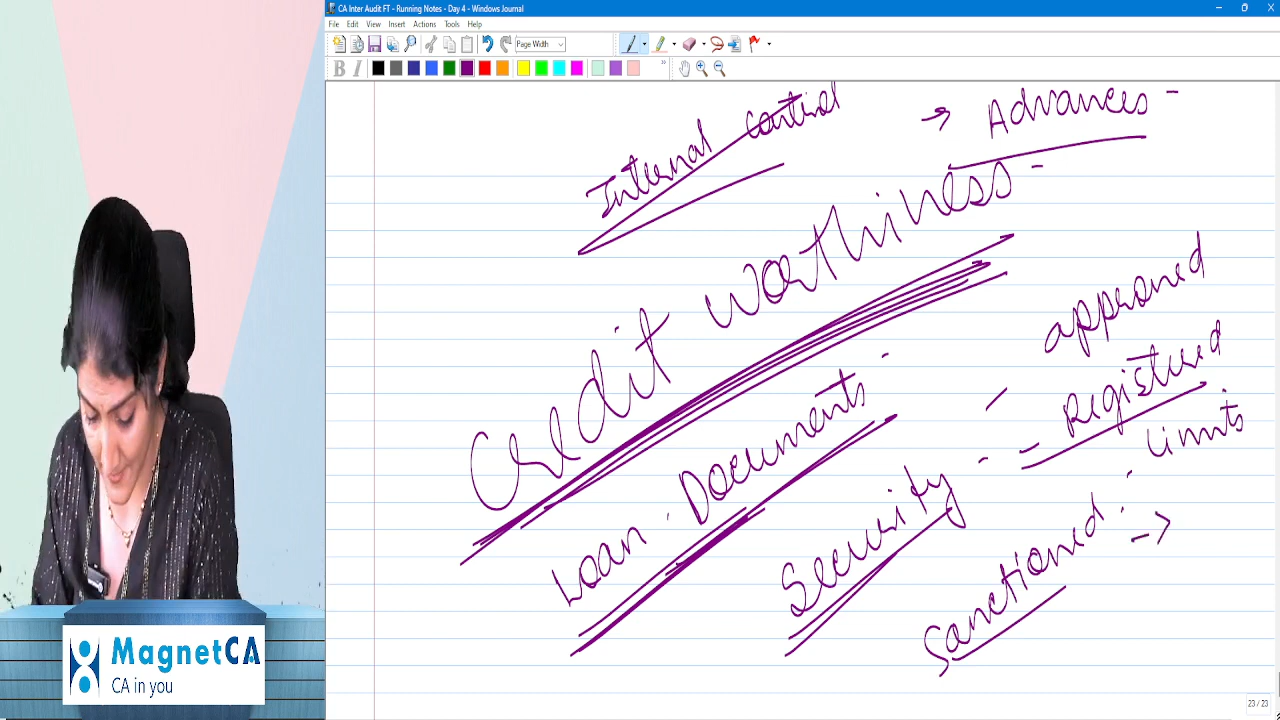 CA Inter Audit FT - Running Notes - Day 4 - Windows Journal
File Edit View Insert Actions Tools Help
Page Width
B I
Internal control
→ Advances -
Credit worthiness -
Loan Documents -
Security - - approved
= Registered
Sanctioned limits
→
MagnetCA
CA in you
23 / 23